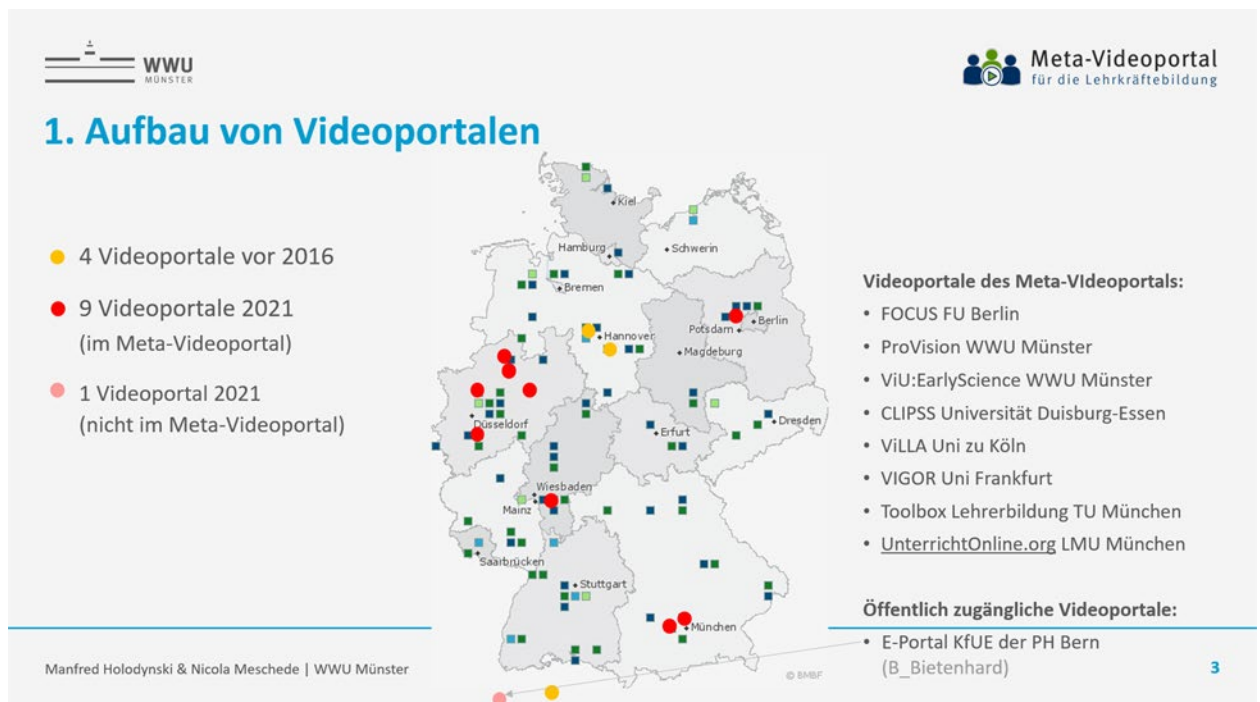 WWU
MÜNSTER
Meta-Videoportal
für die Lehrkräftebildung
1. Aufbau von Videoportalen
4 Videoportale vor 2016
9 Videoportale 2021
(im Meta-Videoportal)
1 Videoportal 2021
(nicht im Meta-Videoportal)
Kiel
Hamburg
Schwerin
Bremen
Hannover
Potsdam
Berlin
Magdeburg
Düsseldorf
Erfurt
Dresden
Wiesbaden
Mainz
Saarbrücken
Stuttgart
München
© BMBF
Videoportale des Meta-VIdeoportals:
• FOCUS FU Berlin
• ProVision WWU Münster
• ViU:EarlyScience WWU Münster
• CLIPSS Universität Duisburg-Essen
• ViLLA Uni zu Köln
• VIGOR Uni Frankfurt
• Toolbox Lehrerbildung TU München
• UnterrichtOnline.org LMU München
Öffentlich zugängliche Videoportale:
• E-Portal KfUE der PH Bern
(B_Bietenhard)
Manfred Holodynski & Nicola Meschede | WWU Münster
3